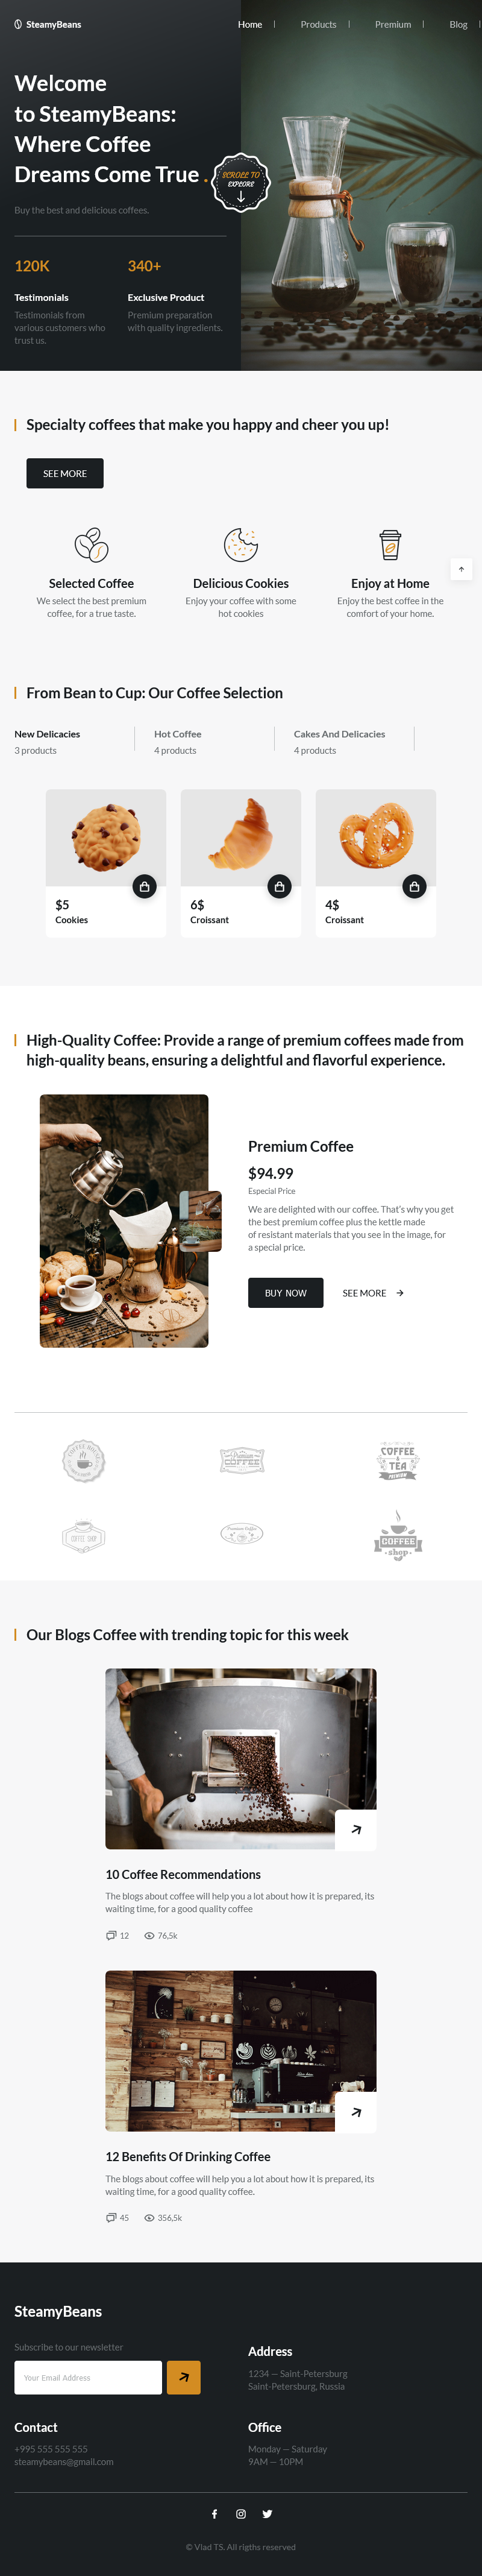 SteamyBeans
Home
Products
Premium
Blog
Welcome
to SteamyBeans:
Where Coffee
Dreams Come True .
SCROLL TO
EXPLORE
Buy the best and delicious coffees.
120K
340+
Testimonials
Exclusive Product
Testimonials from
various customers who
trust us.
Premium preparation
with quality ingredients.
Specialty coffees that make you happy and cheer you up!
SEE MORE
Selected Coffee
We select the best premium
coffee, for a true taste.
Delicious Cookies
Enjoy your coffee with some
hot cookies
Enjoy at Home
Enjoy the best coffee in the
comfort of your home.
From Bean to Cup: Our Coffee Selection
New Delicacies
3 products
Hot Coffee
4 products
Cakes And Delicacies
4 products
$5
Cookies
6$
Croissant
4$
Croissant
High-Quality Coffee: Provide a range of premium coffees made from
high-quality beans, ensuring a delightful and flavorful experience.
Premium Coffee
$94.99
Especial Price
We are delighted with our coffee. That's why you get
the best premium coffee plus the kettle made
of resistant materials that you see in the image, for
a special price.
BUY NOW
SEE MORE
COFFEE HOUSE
Premium
COFFEE
COFFEE
& TEA
PREMIUM
COFFEE SHOP
Premium Coffee
COFFEE
shop
Our Blogs Coffee with trending topic for this week
10 Coffee Recommendations
The blogs about coffee will help you a lot about how it is prepared, its
waiting time, for a good quality coffee
12
76,5k
12 Benefits Of Drinking Coffee
The blogs about coffee will help you a lot about how it is prepared, its
waiting time, for a good quality coffee.
45
356,5k
SteamyBeans
Subscribe to our newsletter
Your Email Address
Address
1234 — Saint-Petersburg
Saint-Petersburg, Russia
Contact
+995 555 555 555
steamybeans@gmail.com
Office
Monday — Saturday
9AM — 10PM
© Vlad TS. All rigths reserved